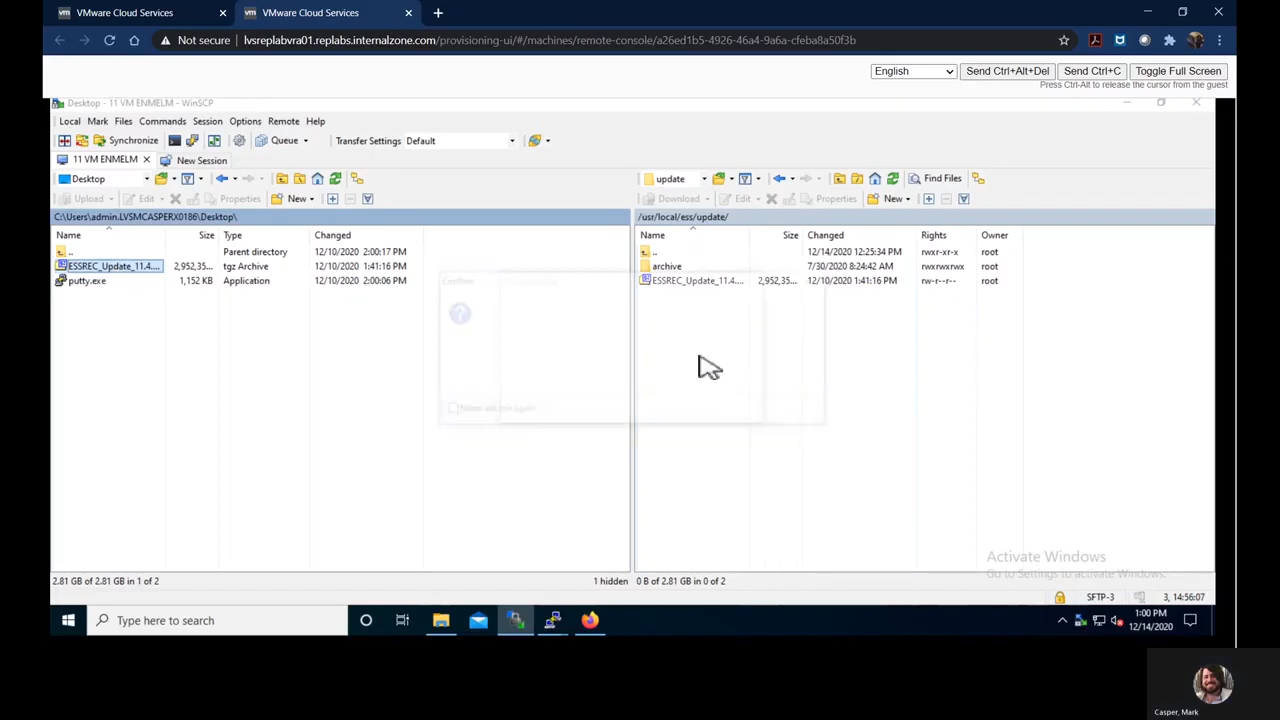 VMware Cloud Services
VMware Cloud Services
Not secure
lvsreplabvra01.replabs.internalzone.com/provisioning-ui/#/machines/remote-console/a26ed1b5-4926-46a4-9a6a-cfeba8a50f3b
English
Send Ctrl+Alt+Del
Send Ctrl+C
Toggle Full Screen
Press Ctrl-Alt to release the cursor from the guest
Desktop - 11 VM ENMELM - WinSCP
Local Mark Files Commands Session Options Remote Help
Synchronize Queue Transfer Settings Default
11 VM ENMELM New Session
Desktop update Find Files
Upload Edit Properties New Download Edit Properties New
C:\Users\admin.LVSMCASPERX0186\Desktop\ /usr/local/ess/update/
Name Size Type Changed Name Size Changed Rights Owner
.. Parent directory 12/10/2020 2:00:17 PM .. 12/14/2020 12:25:34 PM rwxr-xr-x root
ESSREC_Update_11.4.... 2,952,35... tgz Archive 12/10/2020 1:41:16 PM archive 7/30/2020 8:24:42 AM rwxrwxrwx root
putty.exe 1,152 KB Application 12/10/2020 2:00:06 PM ESSREC_Update_11.4.... 2,952,35... 12/10/2020 1:41:16 PM rw-r--r-- root
Activate Windows
Go to Settings to activate Windows.
2.81 GB of 2.81 GB in 1 of 2 1 hidden 0 B of 2.81 GB in 0 of 2
SFTP-3 3, 14:56:07
Type here to search
1:00 PM
12/14/2020
Casper, Mark